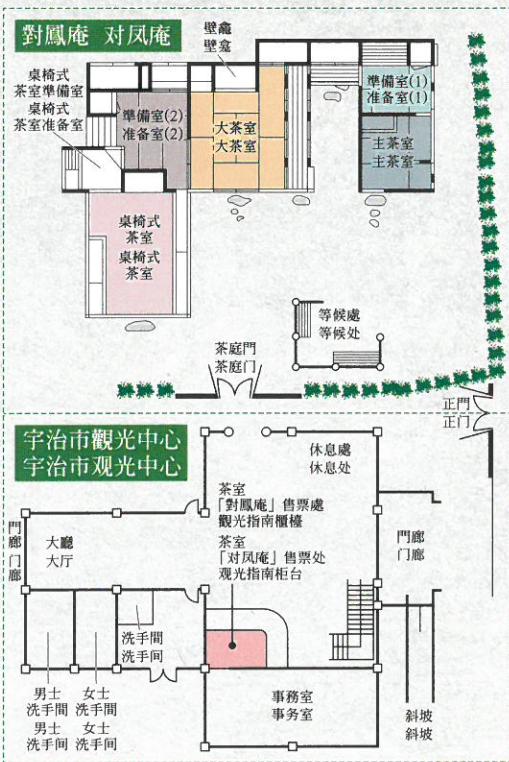 對鳳庵 对凤庵
壁龕
壁龛
桌椅式
茶室準備室
桌椅式
茶室准备室
準備室(2)
准备室(2)
大茶室
大茶室
準備室(1)
准备室(1)
主茶室
主茶室
桌椅式
茶室
桌椅式
茶室
等候處
等候处
茶庭門
茶庭门
正門
正门
宇治市觀光中心
宇治市观光中心
休息處
休息处
茶室
「對鳳庵」售票處
觀光指南櫃檯
茶室
「对凤庵」售票处
观光指南柜台
門廊
门廊
大廳
大厅
門廊
门廊
洗手間
洗手间
男士
洗手間
男士
洗手间
女士
洗手間
女士
洗手间
事務室
事务室
斜坡
斜坡